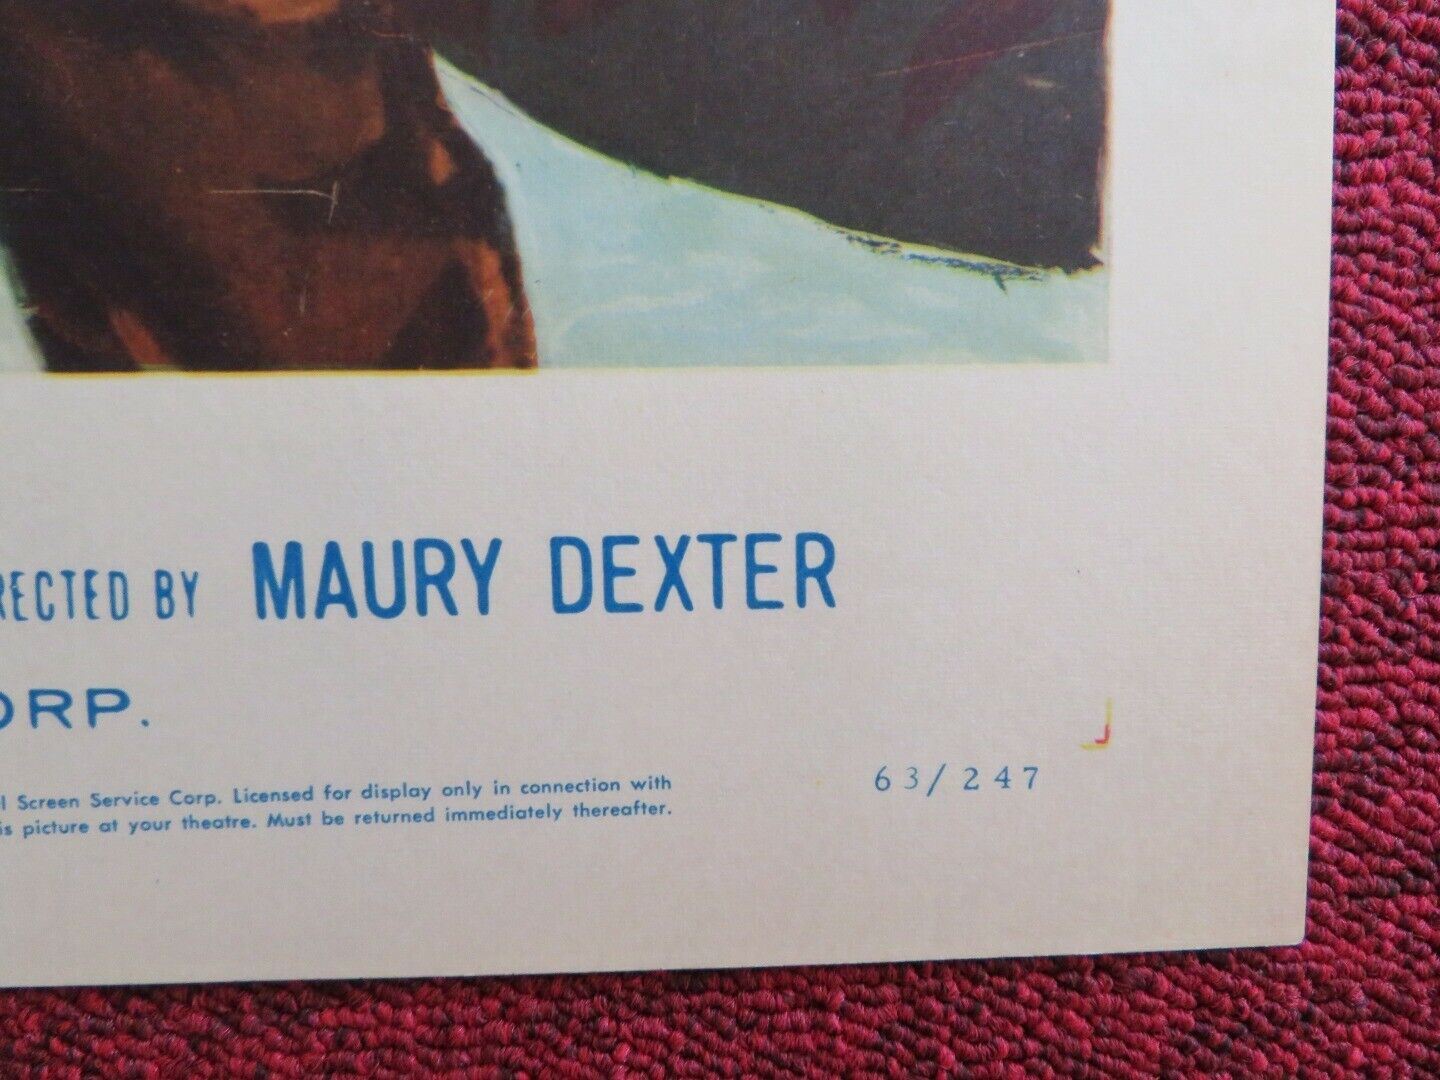 RECTED BY MAURY DEXTER
ORP.
l Screen Service Corp. Licensed for display only in connection with
is picture at your theatre. Must be returned immediately thereafter.
63/247